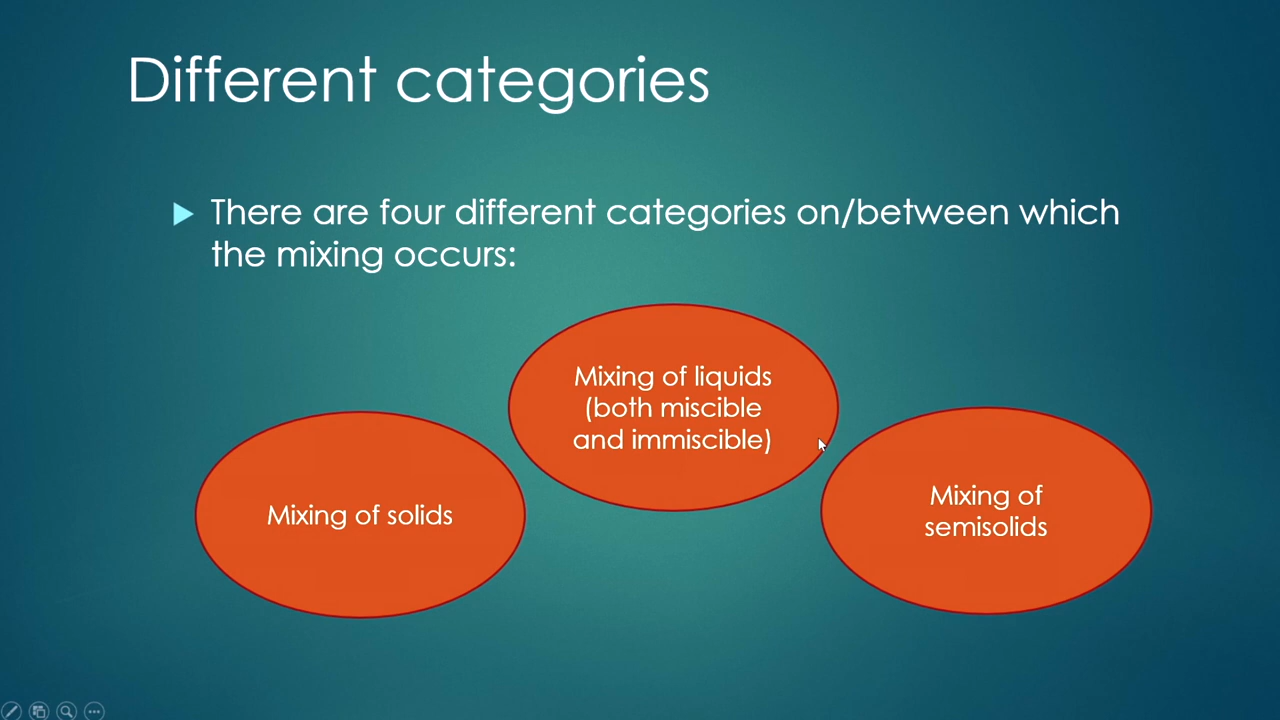 Different categories
There are four different categories on/between which
the mixing occurs:
Mixing of liquids
(both miscible
and immiscible)
Mixing of solids
Mixing of
semisolids